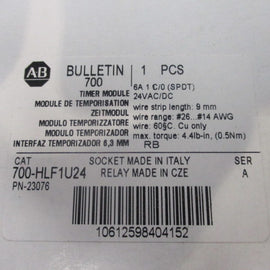 AB BULLETIN 700 1 PCS
TIMER MODULE
MODULE DE TEMPORISATION
ZEITMODUL
MODULO TEMPORIZZATORE
MODULO TEMPORIZADOR
INTERFAZ TEMPORIZADOR 6,3 MM
6A 1 C/0 (SPDT)
24VAC/DC
wire strip length: 9 mm
wire range: #26...#14 AWG
wire: 60§C. Cu only
max. torque: 4.4lb-in, (0.5Nm)
RB
CAT SOCKET MADE IN ITALY SER
700-HLF1U24 RELAY MADE IN CZE A
PN-23076
10612598404152